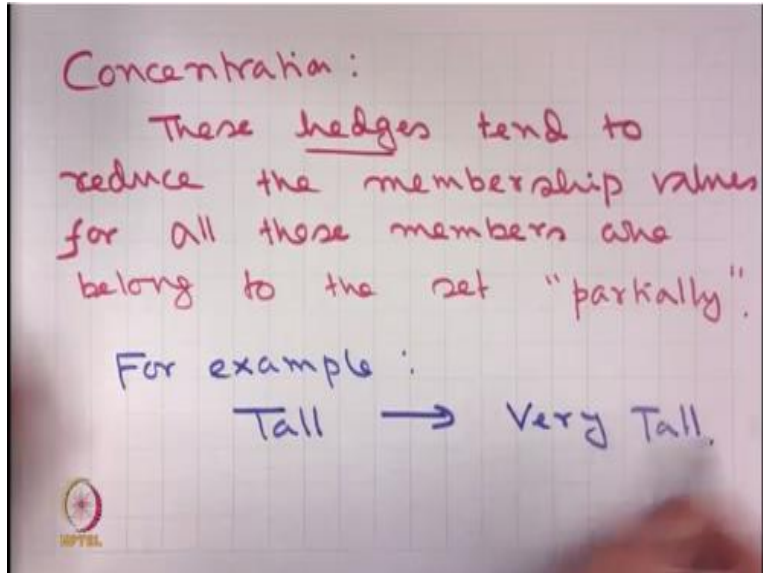 Concentration:
These hedges tend to
reduce the membership values
for all those members who
belong to the set "partially".
For example:
Tall → Very Tall.
NPTEL